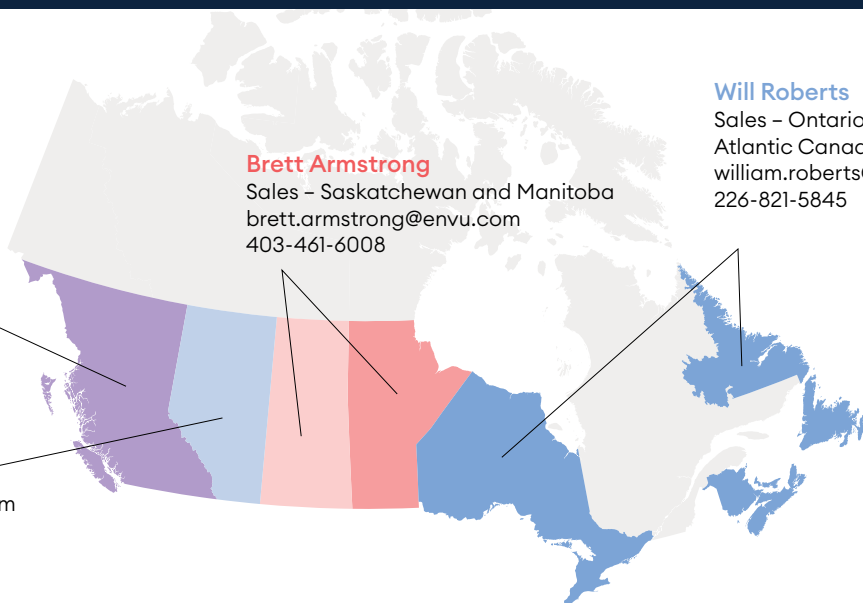 Brett Armstrong
Sales – Saskatchewan and Manitoba
brett.armstrong@envu.com
403-461-6008
Will Roberts
Sales – Ontario
Atlantic Canad
william.roberts@
226-821-5845
m